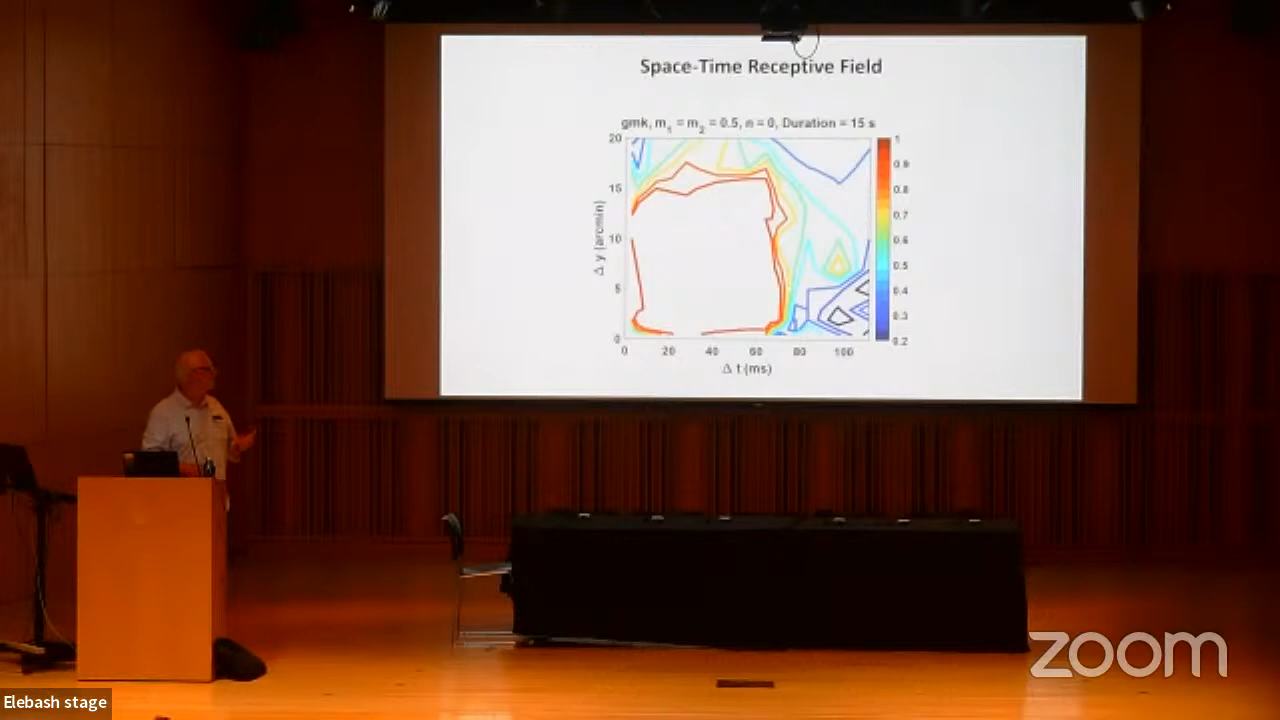 Space-Time Receptive Field
gmk, m₁ = m₂ = 0.5, n = 0, Duration = 15 s
20
15
10
5
0
Δ y (arcmin)
0 20 40 60 80 100
Δ t (ms)
1
0.9
0.8
0.7
0.6
0.5
0.4
0.3
0.2
zoom
Elebash stage